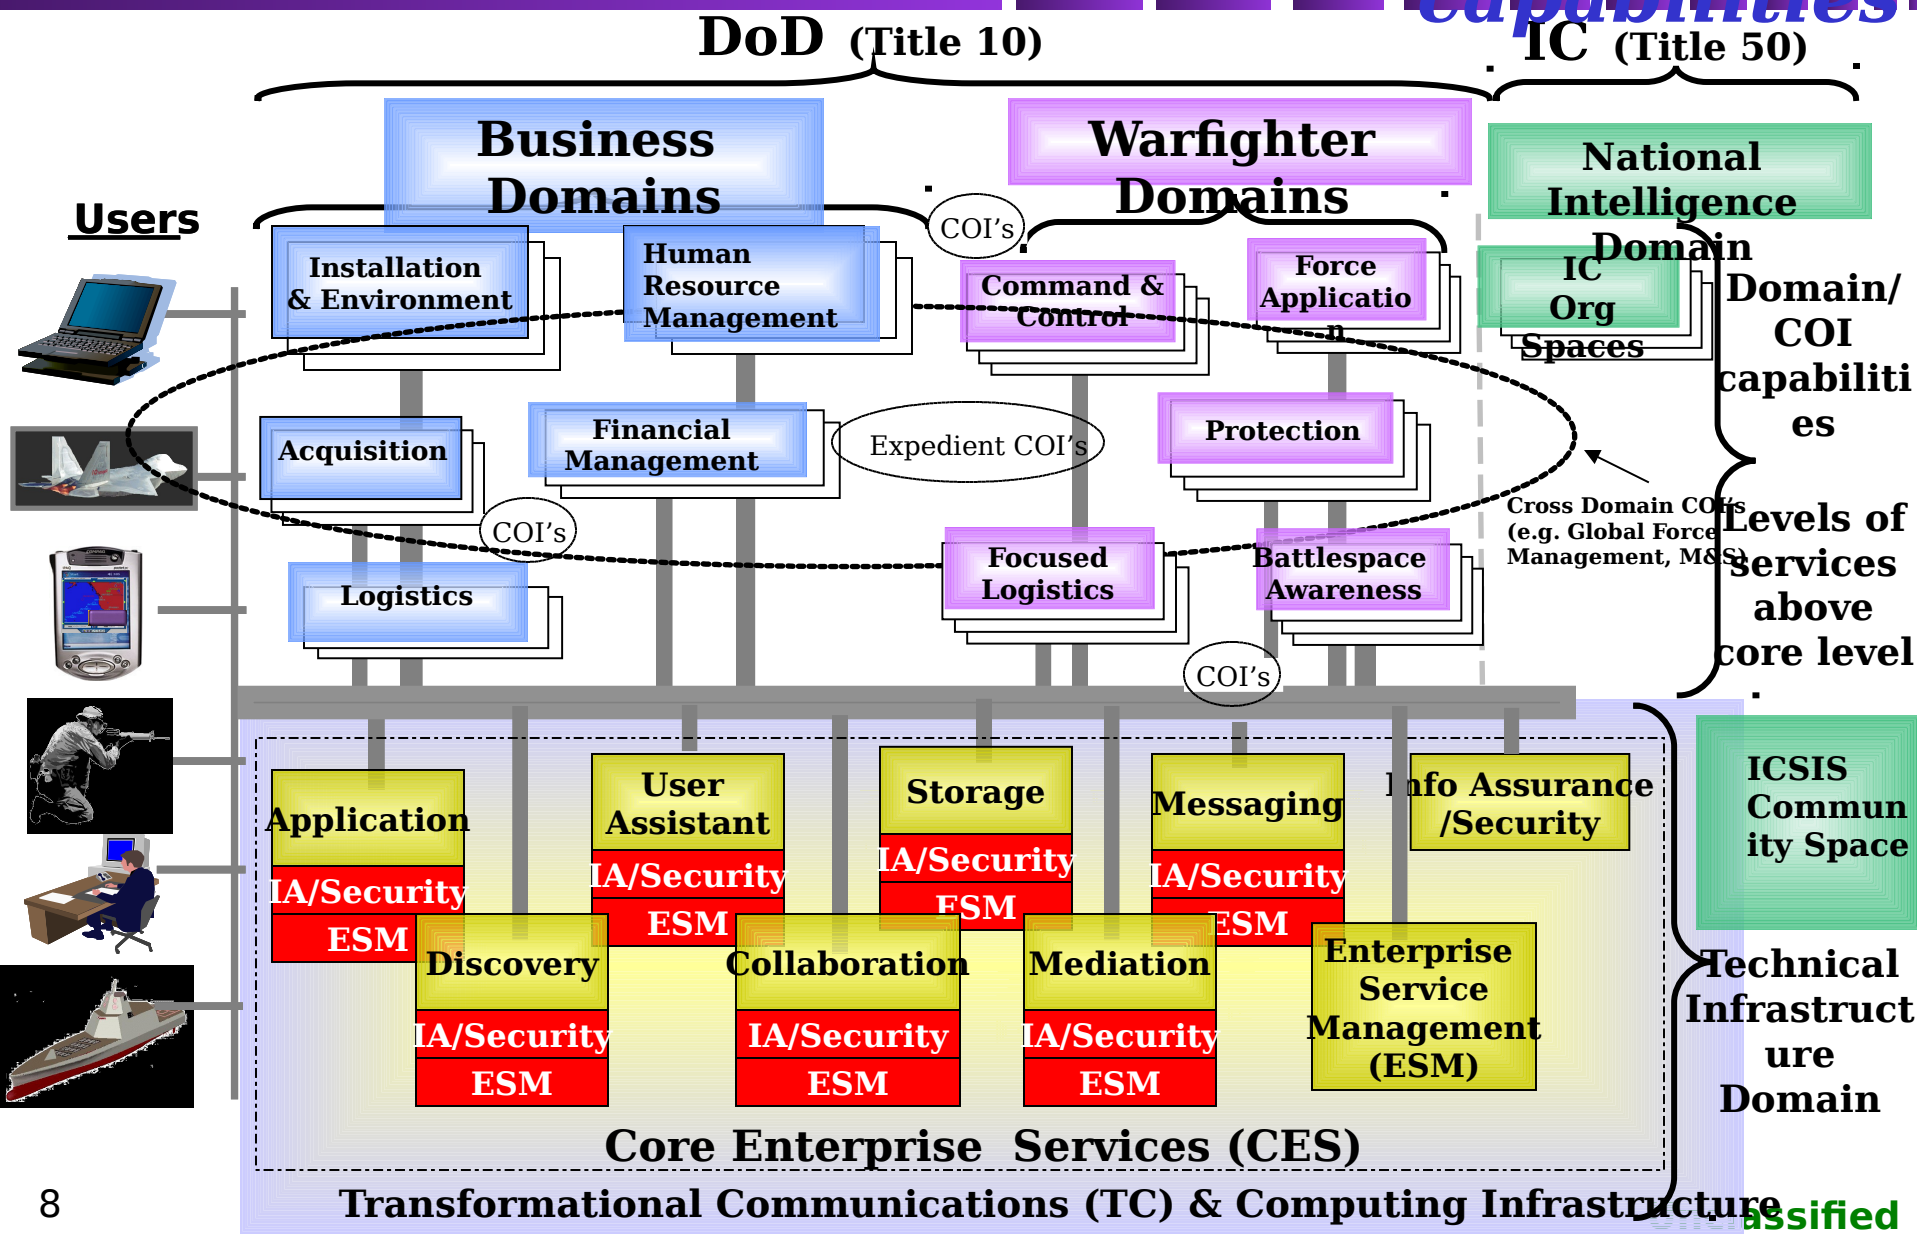 capabilities
DoD (Title 10)
IC (Title 50)
Business
Domains
Warfighter
Domains
National
Intelligence
Domain
Users
COI's
Installation
& Environment
Human
Resource
Management
Command &
Control
Force
Applicatio
n
IC
Org
Spaces
Domain/
COI
capabiliti
es
Acquisition
Financial
Management
Expedient COI's
Protection
Cross Domain COI's
(e.g. Global Force
Management, M&S)
Levels of
services
above
core level
COI's
Logistics
Focused
Logistics
Battlespace
Awareness
COI's
Application
IA/Security
ESM
User
Assistant
IA/Security
ESM
Storage
IA/Security
ESM
Messaging
IA/Security
ESM
Info Assurance
/Security
ICSIS
Commun
ity Space
Discovery
IA/Security
ESM
Collaboration
IA/Security
ESM
Mediation
IA/Security
ESM
Enterprise
Service
Management
(ESM)
Technical
Infrastruct
ure
Domain
Core Enterprise Services (CES)
Transformational Communications (TC) & Computing Infrastructure
8
Unclassified